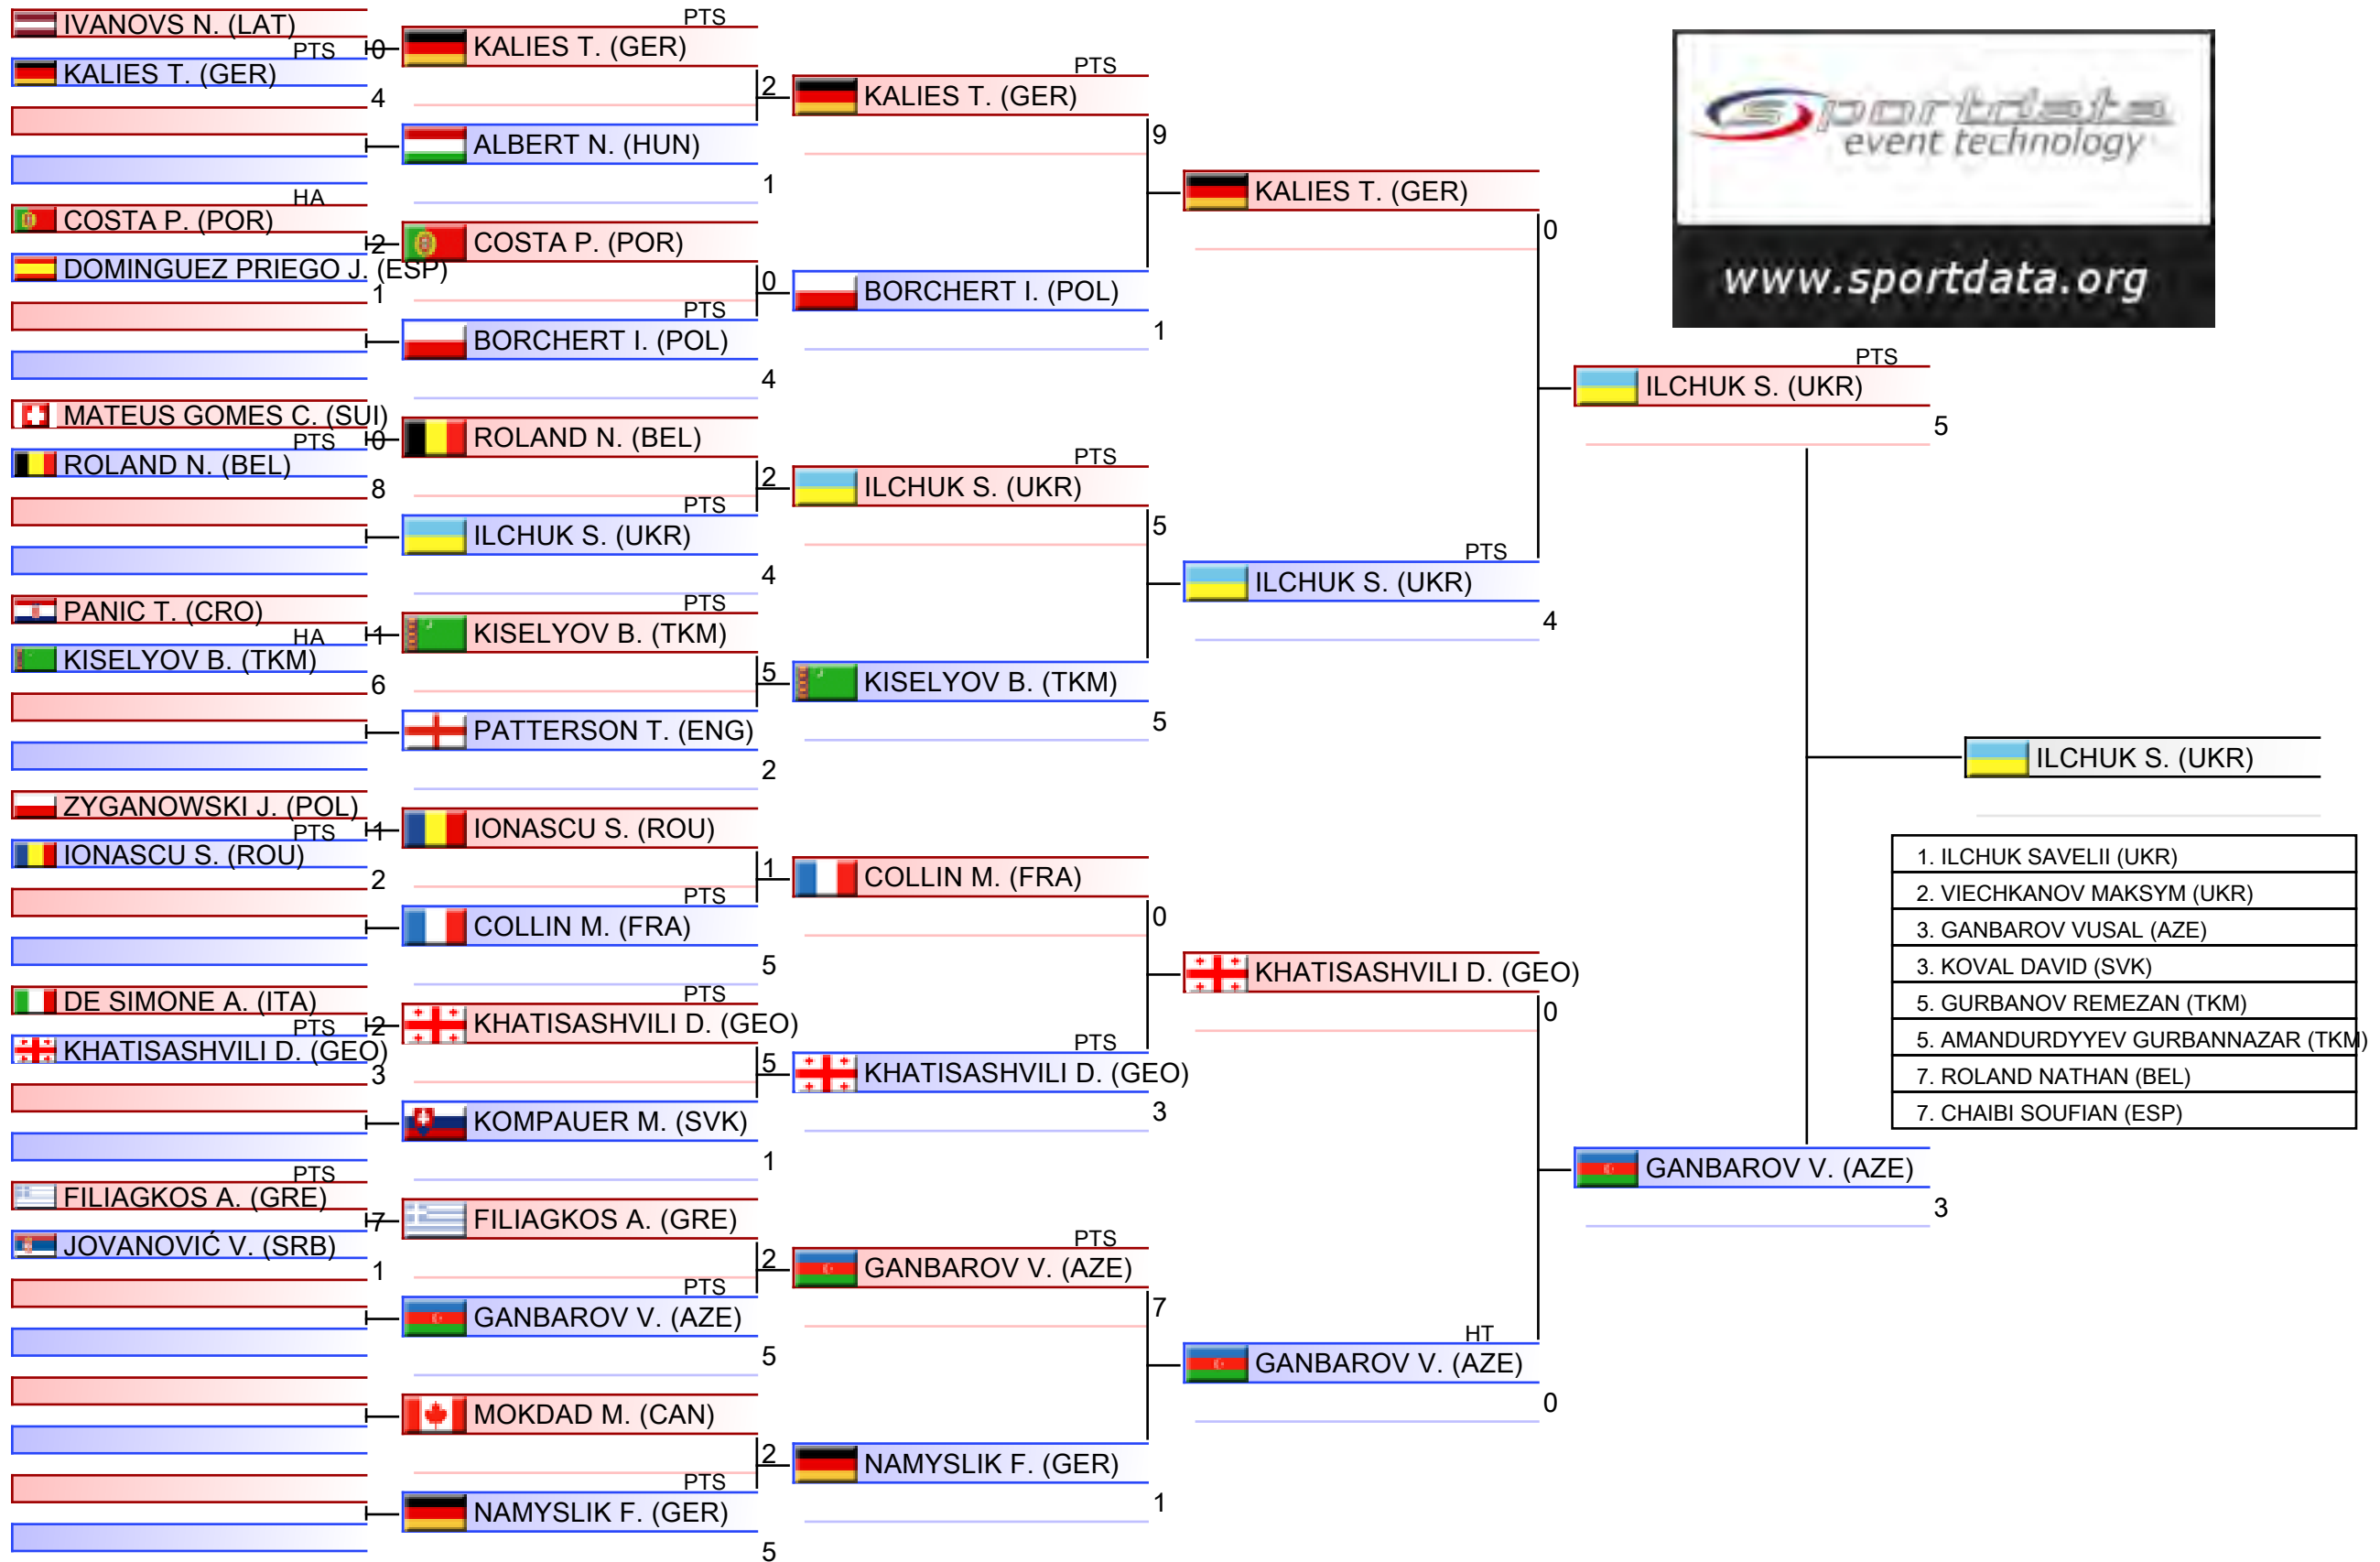 IVANOVS N. (LAT)
PTS
0
KALIES T. (GER)
4
COSTA P. (POR)
HA
2
DOMINGUEZ PRIEGO J. (ESP)
1
MATEUS GOMES C. (SUI)
PTS
0
ROLAND N. (BEL)
8
PANIC T. (CRO)
HA
1
KISELYOV B. (TKM)
6
ZYGANOWSKI J. (POL)
PTS
1
IONASCU S. (ROU)
2
DE SIMONE A. (ITA)
PTS
2
KHATISASHVILI D. (GEO)
3
PTS
FILIAGKOS A. (GRE)
7
JOVANOVIĆ V. (SRB)
1
PTS
KALIES T. (GER)
2
ALBERT N. (HUN)
1
COSTA P. (POR)
0
PTS
BORCHERT I. (POL)
4
ROLAND N. (BEL)
2
PTS
ILCHUK S. (UKR)
4
PTS
KISELYOV B. (TKM)
5
PATTERSON T. (ENG)
2
IONASCU S. (ROU)
1
PTS
COLLIN M. (FRA)
5
PTS
KHATISASHVILI D. (GEO)
5
KOMPAUER M. (SVK)
1
FILIAGKOS A. (GRE)
2
PTS
GANBAROV V. (AZE)
5
MOKDAD M. (CAN)
2
PTS
NAMYSLIK F. (GER)
5
PTS
KALIES T. (GER)
9
BORCHERT I. (POL)
1
PTS
ILCHUK S. (UKR)
5
KISELYOV B. (TKM)
5
COLLIN M. (FRA)
0
PTS
KHATISASHVILI D. (GEO)
3
PTS
GANBAROV V. (AZE)
7
NAMYSLIK F. (GER)
1
KALIES T. (GER)
0
PTS
ILCHUK S. (UKR)
4
KHATISASHVILI D. (GEO)
0
HT
GANBAROV V. (AZE)
0
PTS
ILCHUK S. (UKR)
5
GANBAROV V. (AZE)
3
ILCHUK S. (UKR)
sportdata
event technology
www.sportdata.org
1. ILCHUK SAVELII (UKR)
2. VIECHKANOV MAKSYM (UKR)
3. GANBAROV VUSAL (AZE)
3. KOVAL DAVID (SVK)
5. GURBANOV REMEZAN (TKM)
5. AMANDURDYYEV GURBANNAZAR (TKM)
7. ROLAND NATHAN (BEL)
7. CHAIBI SOUFIAN (ESP)